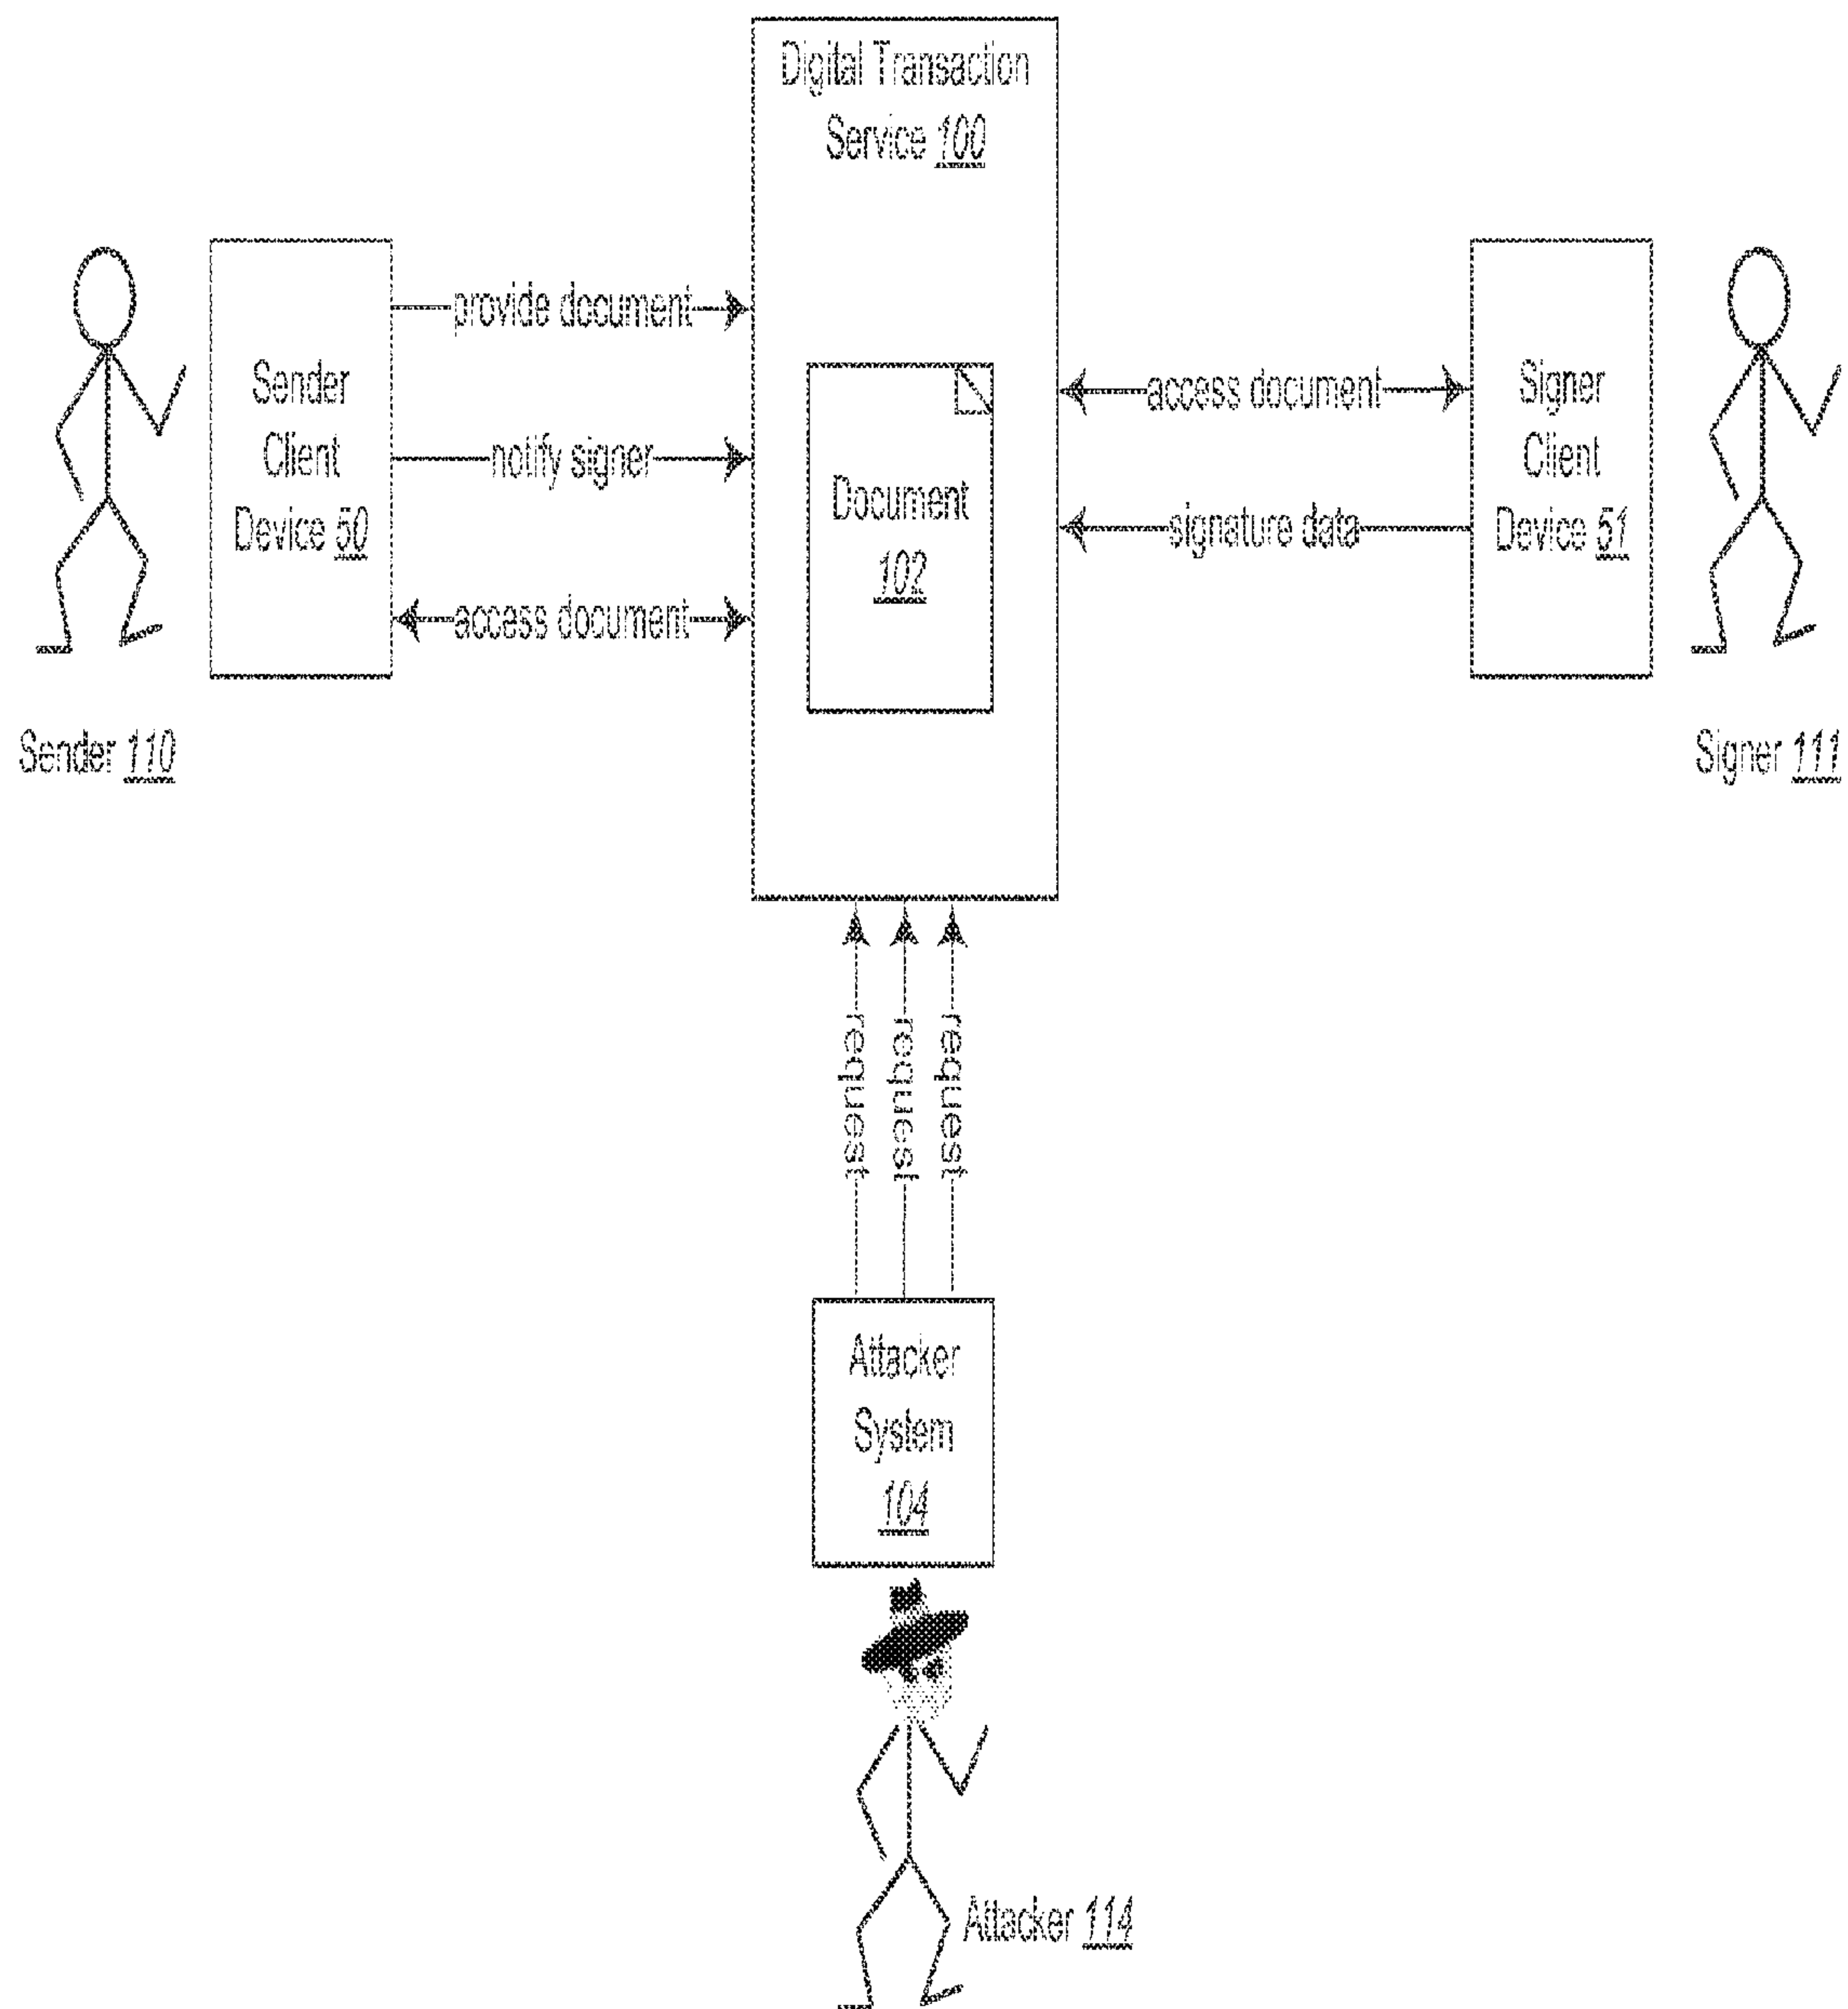 Digital Transaction
Service 100
provide document
Sender
Client
Device 50
notify signer
access document
Document
102
access document
signature data
Signer
Client
Device 51
Sender 110
Signer 111
request
request
request
Attacker
System
104
Attacker 114